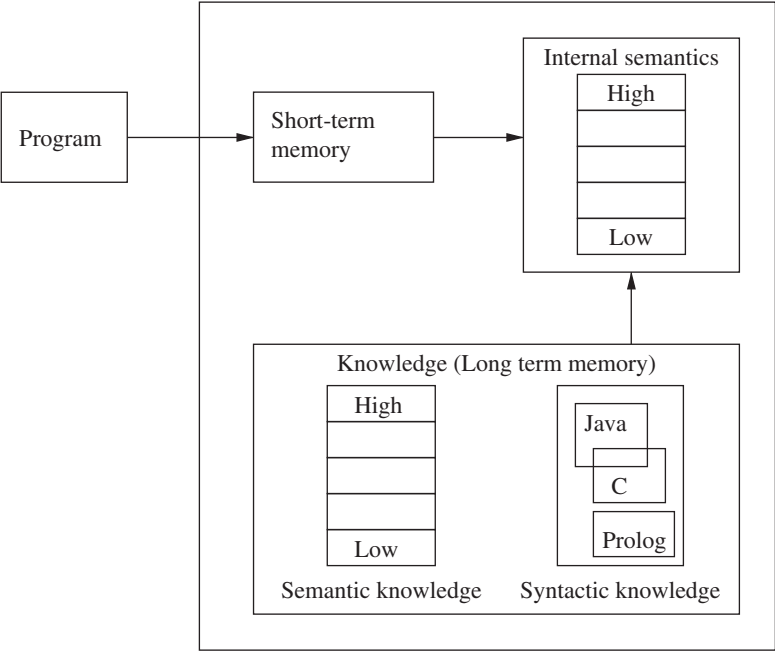 Internal semantics
High
Program
Short-term
memory
Low
Knowledge (Long term memory)
High
Java
C
Prolog
Low
Semantic knowledge
Syntactic knowledge